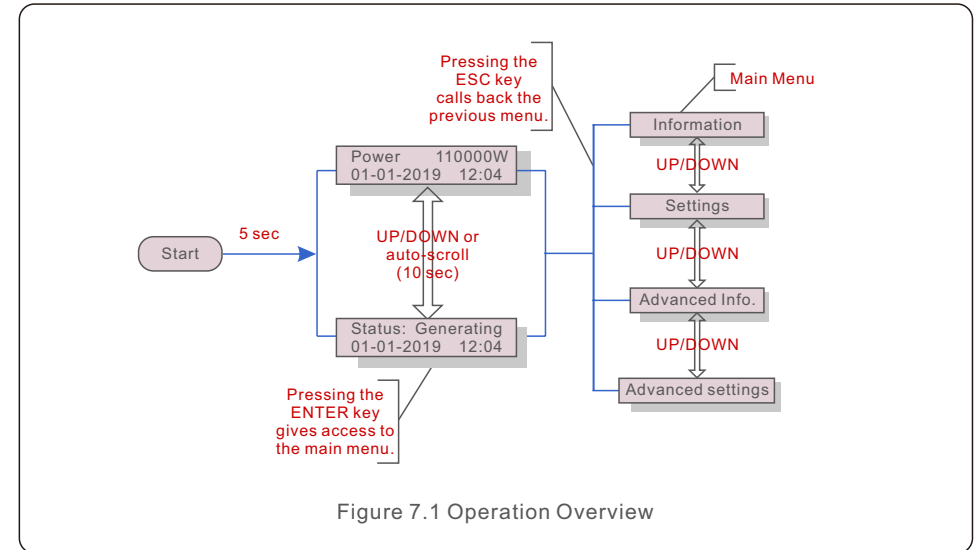 Pressing the
ESC key
calls back the
previous menu.
Main Menu
Information
UP/DOWN
Settings
UP/DOWN
Advanced Info.
UP/DOWN
Advanced settings
Power 110000W
01-01-2019 12:04
Start
5 sec
UP/DOWN or
auto-scroll
(10 sec)
Status: Generating
01-01-2019 12:04
Pressing the
ENTER key
gives access to
the main menu.
Figure 7.1 Operation Overview